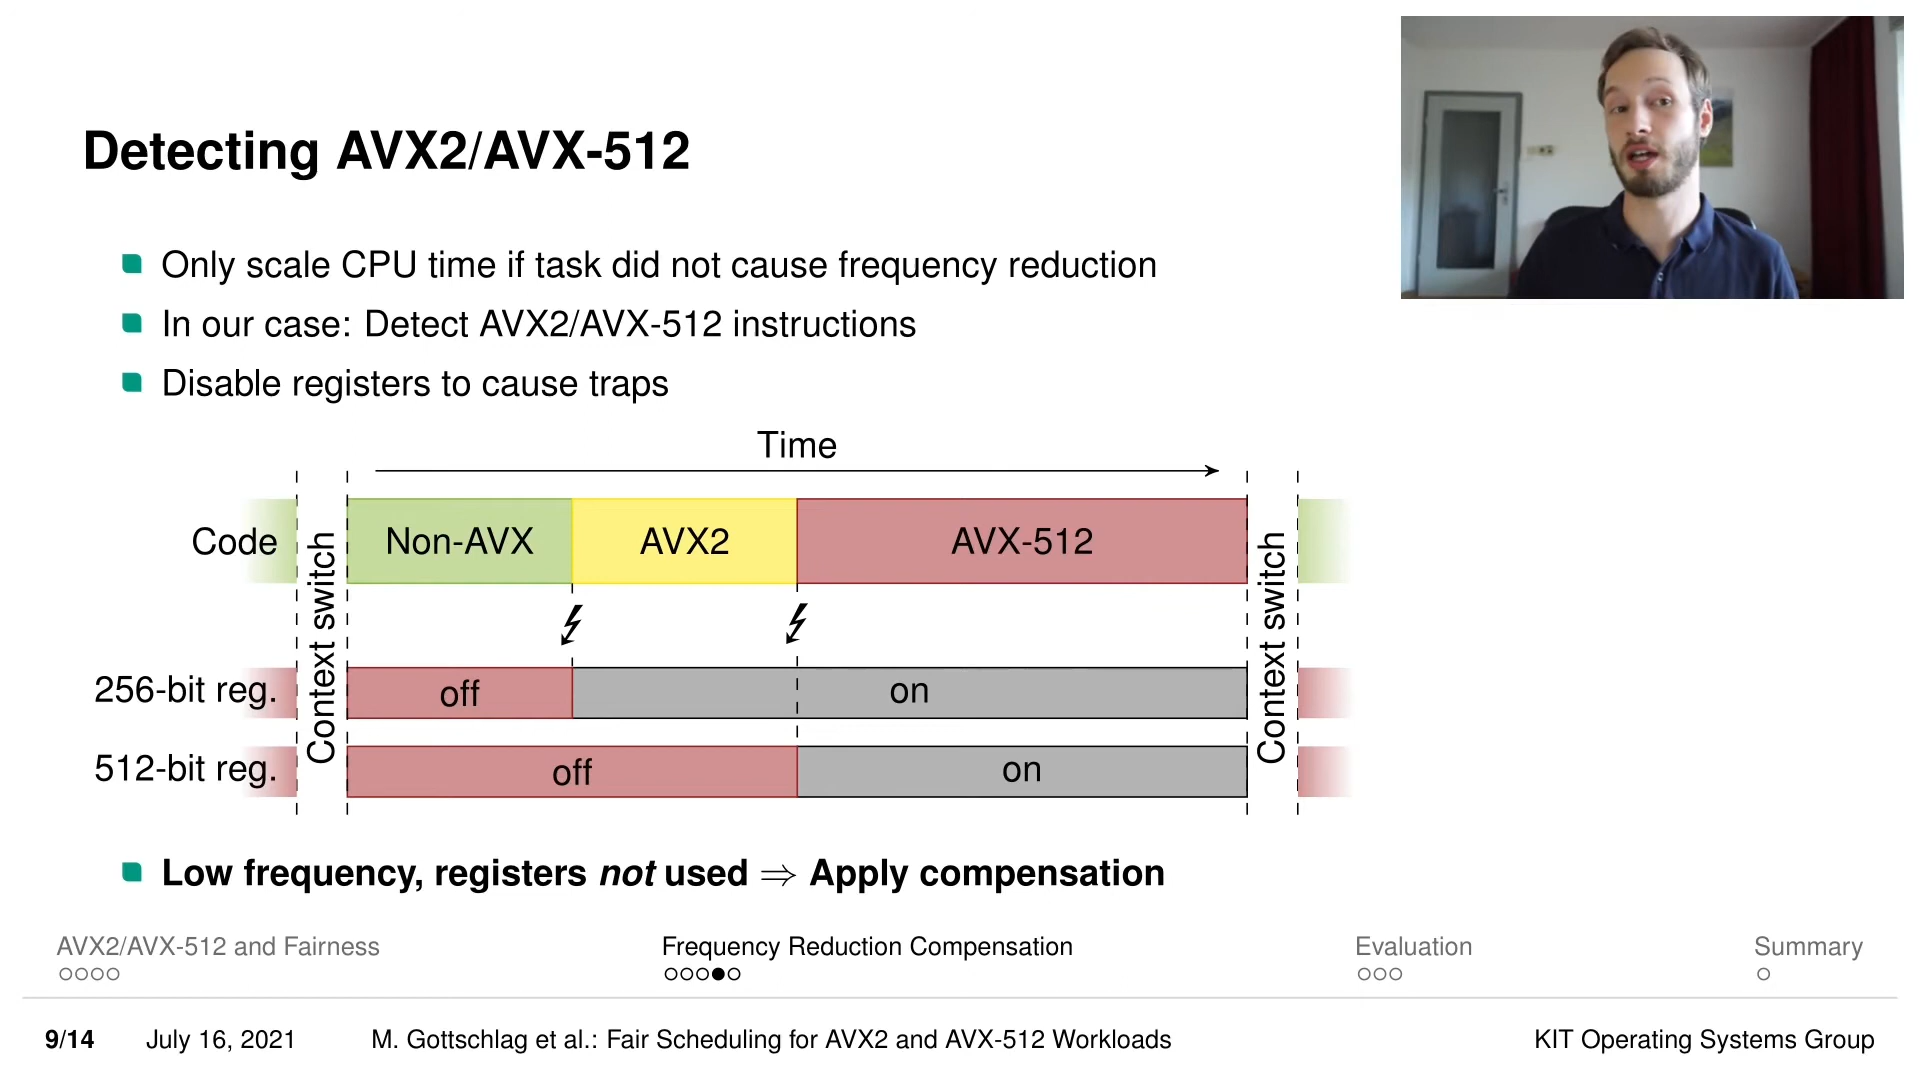 Detecting AVX2/AVX-512
Only scale CPU time if task did not cause frequency reduction
In our case: Detect AVX2/AVX-512 instructions
Disable registers to cause traps
Time
Code
Context switch
Non-AVX
AVX2
AVX-512
Context switch
256-bit reg.
off
on
512-bit reg.
off
on
Low frequency, registers not used ⇒ Apply compensation
AVX2/AVX-512 and Fairness
Frequency Reduction Compensation
Evaluation
Summary
9/14 July 16, 2021 M. Gottschlag et al.: Fair Scheduling for AVX2 and AVX-512 Workloads KIT Operating Systems Group